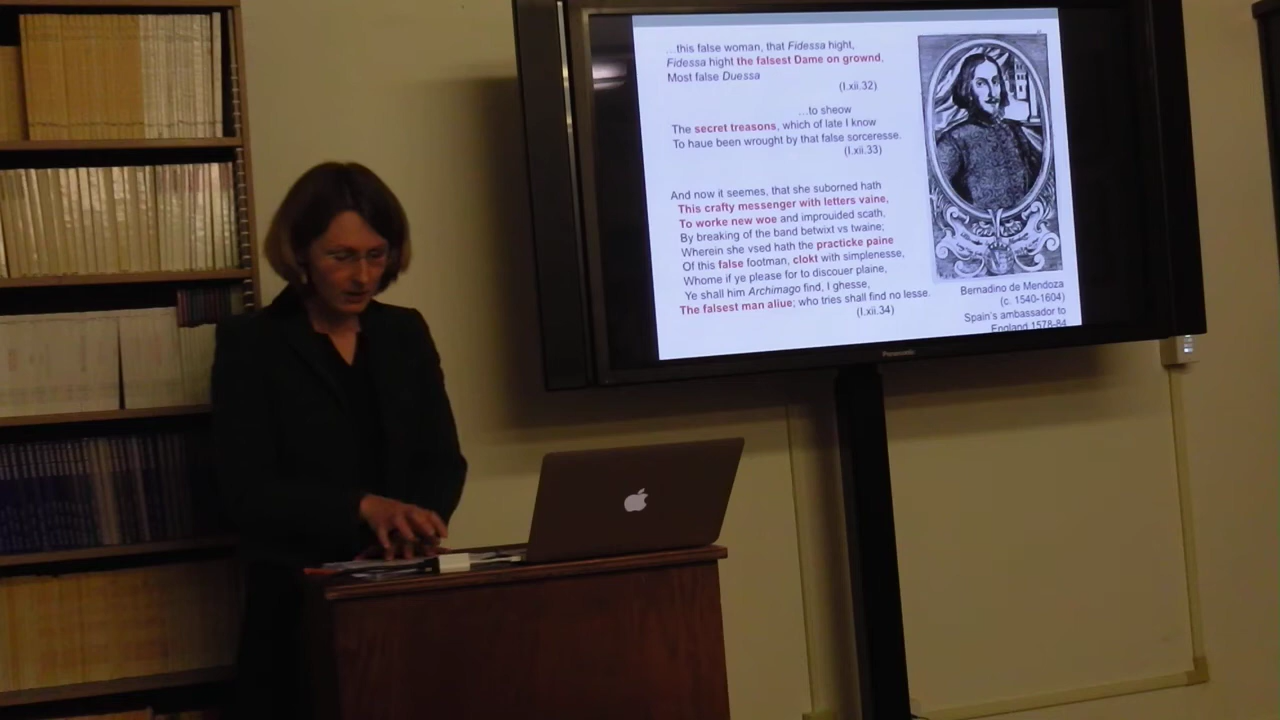 …this false woman, that Fidessa hight,
Fidessa hight the falsest Dame on grownd,
Most false Duessa
(I.xii.32)
…to sheow
The secret treasons, which of late I know
To haue been wrought by that false sorceresse.
(I.xii.33)
And now it seemes, that she suborned hath
This crafty messenger with letters vaine,
To worke new woe and improuided scath,
By breaking of the band betwixt vs twaine;
Wherein she vsed hath the practicke paine
Of this false footman, clokt with simplenesse,
Whome if ye please for to discouer plaine,
Ye shall him Archimago find, I ghesse,
The falsest man aliue; who tries shall find no lesse.
(I.xii.34)
Bernadino de Mendoza
(c. 1540-1604)
Spain's ambassador to
England 1578-84
Panasonic